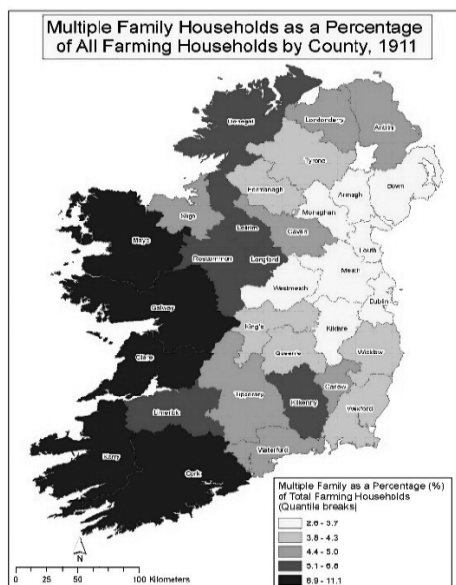 Multiple Family Households as a Percentage
of All Farming Households by County, 1911
Donegal
Londonderry
Antrim
Tyrone
Fermanagh
Armagh
Down
Monaghan
Sligo
Leitrim
Cavan
Louth
Mayo
Roscommon
Longford
Meath
Westmeath
Dublin
Galway
King's
Kildare
Queens
Wicklow
Clare
Tipperary
Carlow
Kilkenny
Limerick
Wexford
Waterford
Kerry
Cork
Multiple Family as a Percentage (%)
of Total Farming Households
(Quantile breaks)
2.6 - 3.7
3.8 - 4.3
4.4 - 5.0
5.1 - 6.8
6.9 - 11.1
N
0 25 50 100 Kilometers